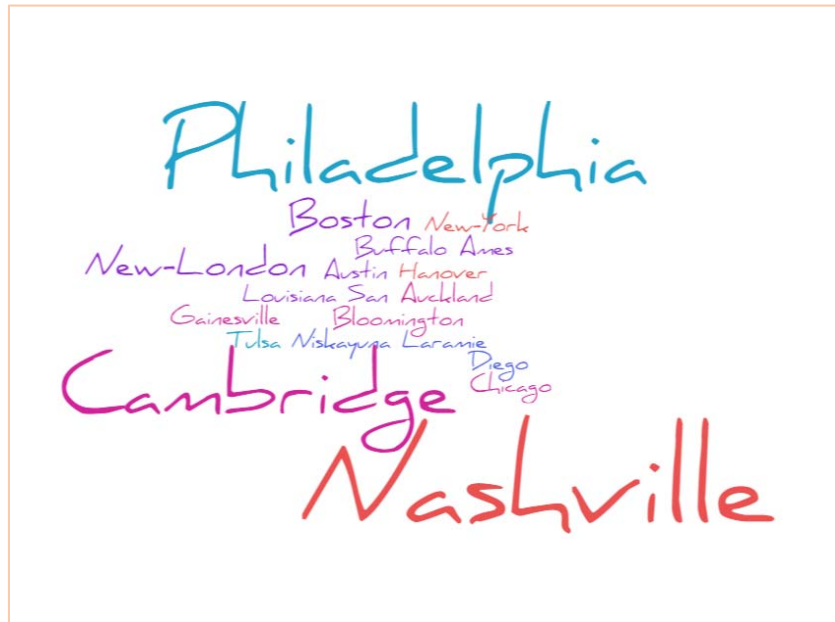 Philadelphia
Boston New-York
Buffalo Ames
New-London Austin Hanover
Louisiana San Auckland
Gainesville Bloomington
Tulsa Niskayuna Laramie
Diego
Cambridge Chicago
Nashville